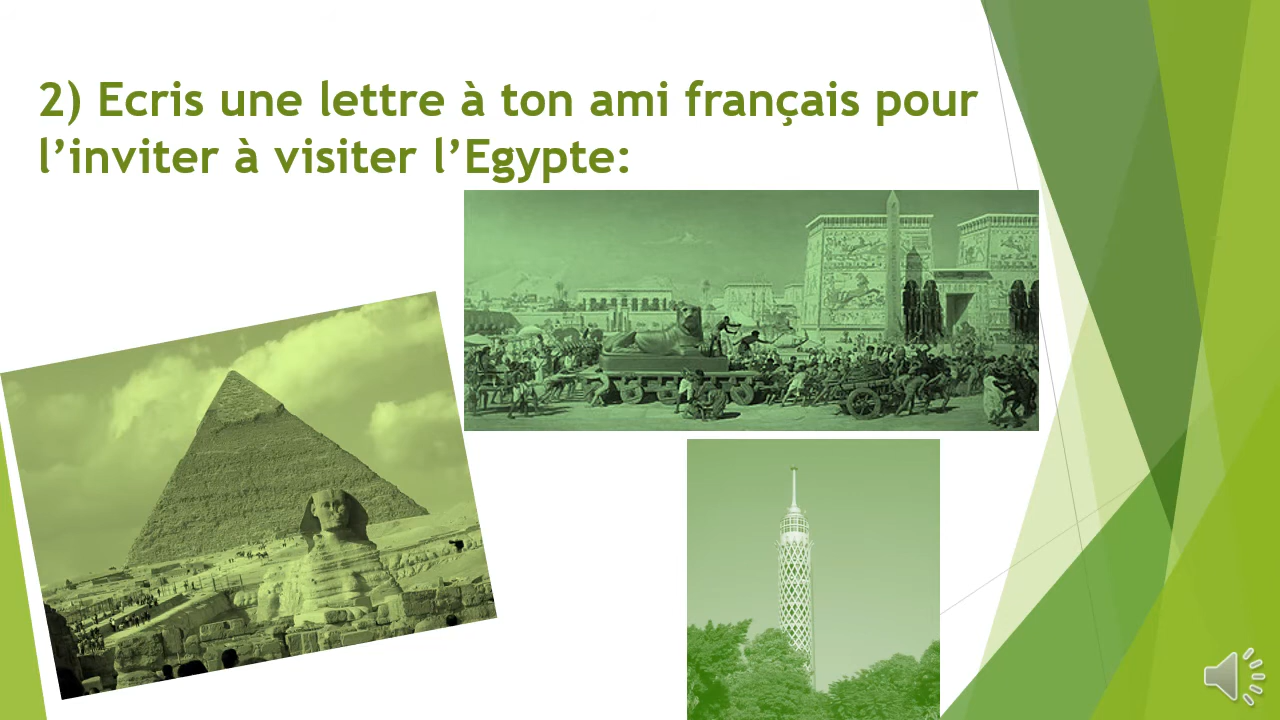 2) Ecris une lettre à ton ami français pour
l’inviter à visiter l’Egypte: